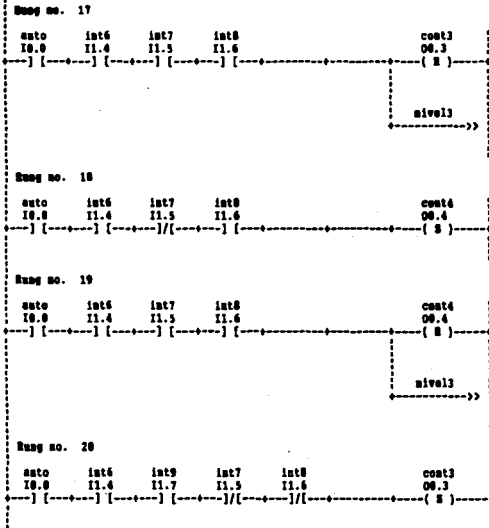 Rung no. 17
auto int6 int7 int8 cont3
I0.0 I1.4 I1.5 I1.6 O0.3
---] [---+---] [---+---] [---+---] [---+---------+---------+----( R )----
nivel3
+----------->>
Rung no. 18
auto int6 int7 int8 cont4
I0.0 I1.4 I1.5 I1.6 O0.4
---] [---+---] [---+---]/[---+---] [---+---------+---------+----( S )----
Rung no. 19
auto int6 int7 int8 cont4
I0.0 I1.4 I1.5 I1.6 O0.4
---] [---+---] [---+---] [---+---] [---+---------+---------+----( R )----
nivel3
+----------->>
Rung no. 20
auto int6 int9 int7 int8 cont3
I0.0 I1.4 I1.7 I1.5 I1.6 O0.3
---] [---+---] [---+---] [---+---]/[---+---]/[---+---------+----( S )----